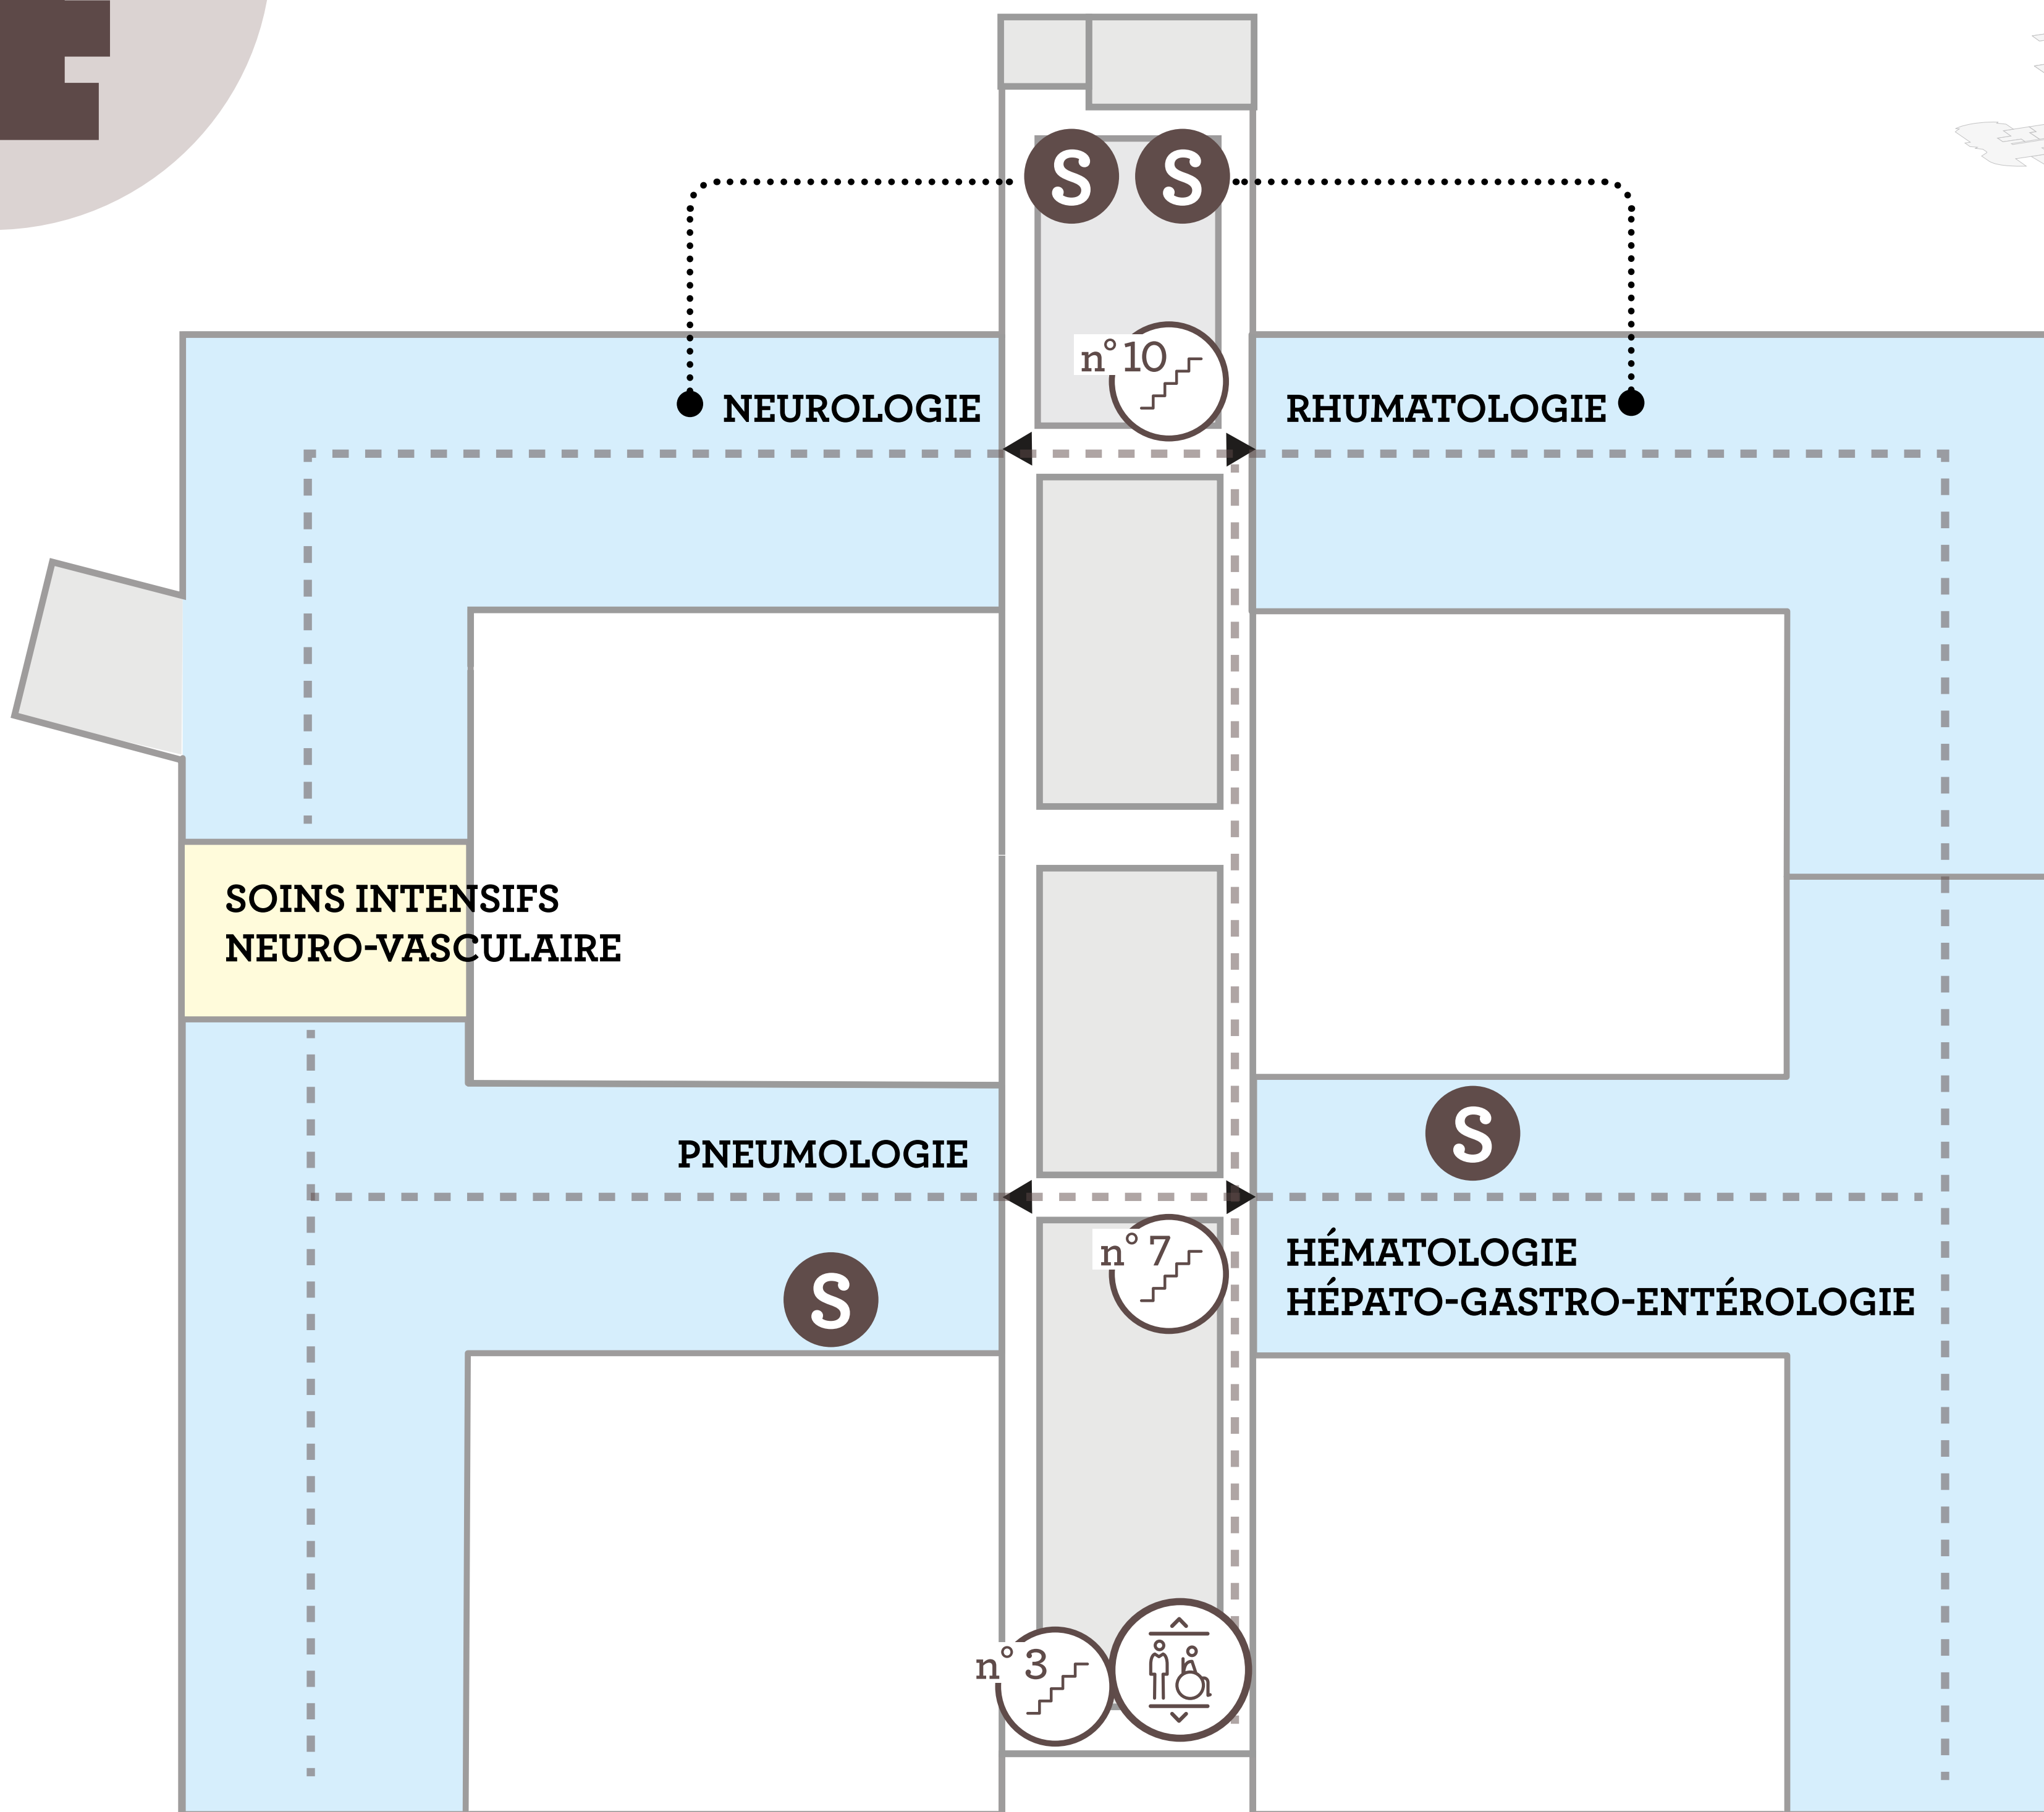 E
S S
n° 10
NEUROLOGIE
RHUMATOLOGIE
SOINS INTENSIFS
NEURO-VASCULAIRE
S
PNEUMOLOGIE
n° 7
HÉMATOLOGIE
HÉPATO-GASTRO-ENTÉROLOGIE
S
n° 3